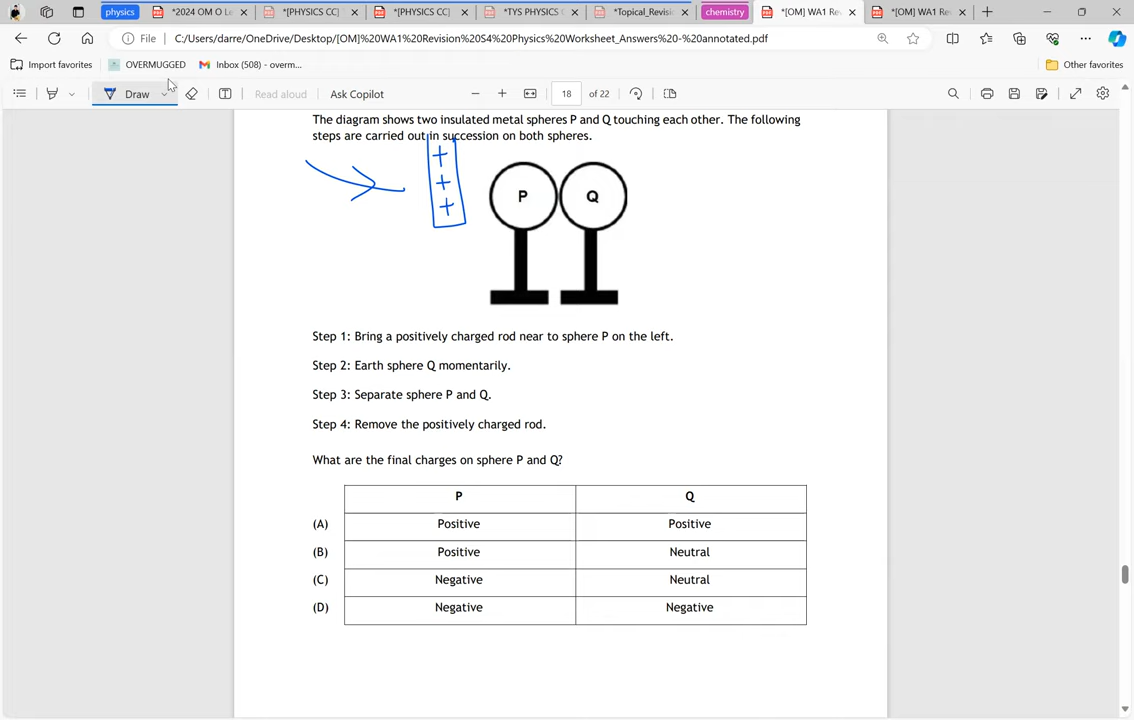 physics
*2024 OM O Le
*[PHYSICS CC]
*[PHYSICS CC]
*TYS PHYSICS C
*Topical_Revisi
chemistry
*[OM] WA1 Re
*[OM] WA1 Re
File
C:/Users/darre/OneDrive/Desktop/[OM]%20WA1%20Revision%20S4%20Physics%20Worksheet_Answers%20-%20annotated.pdf
Import favorites
OVERMUGGED
Inbox (508) - overm...
Other favorites
Draw
Read aloud
Ask Copilot
18 of 22
The diagram shows two insulated metal spheres P and Q touching each other. The following
steps are carried out in succession on both spheres.
+
+
+
P Q
Step 1: Bring a positively charged rod near to sphere P on the left.
Step 2: Earth sphere Q momentarily.
Step 3: Separate sphere P and Q.
Step 4: Remove the positively charged rod.
What are the final charges on sphere P and Q?
P Q
(A) Positive Positive
(B) Positive Neutral
(C) Negative Neutral
(D) Negative Negative